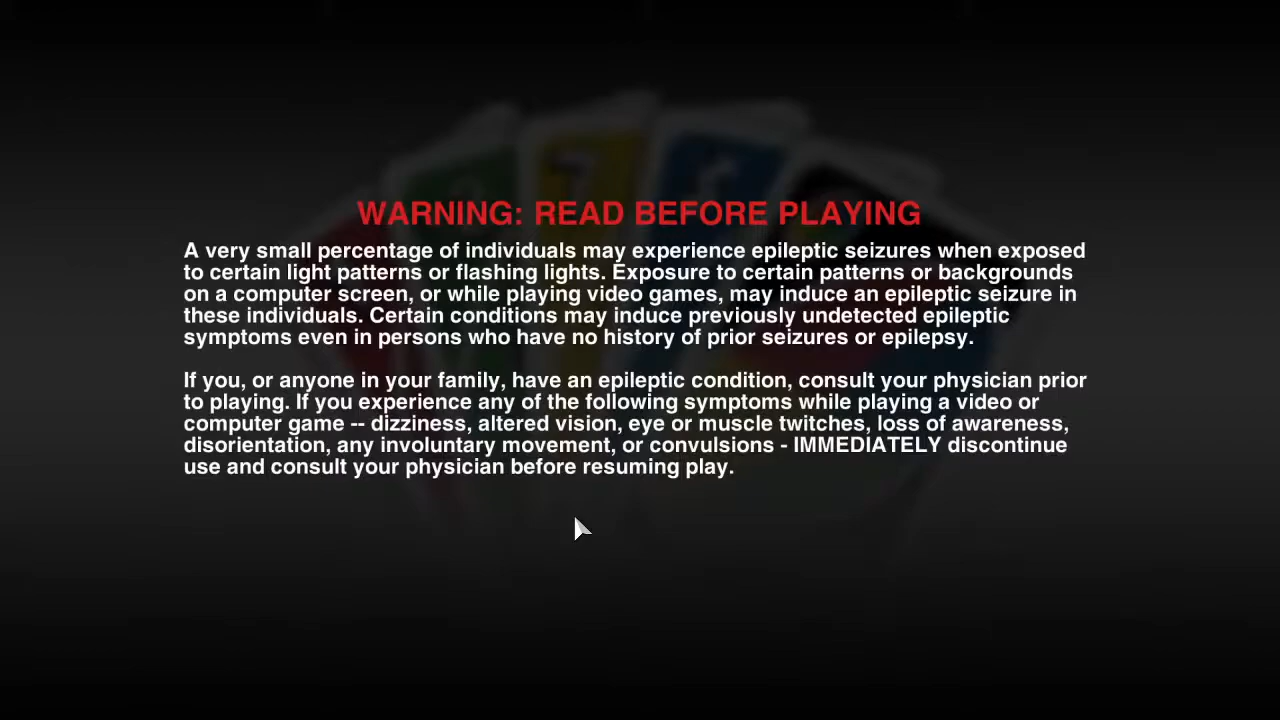 WARNING: READ BEFORE PLAYING
A very small percentage of individuals may experience epileptic seizures when exposed
to certain light patterns or flashing lights. Exposure to certain patterns or backgrounds
on a computer screen, or while playing video games, may induce an epileptic seizure in
these individuals. Certain conditions may induce previously undetected epileptic
symptoms even in persons who have no history of prior seizures or epilepsy.
If you, or anyone in your family, have an epileptic condition, consult your physician prior
to playing. If you experience any of the following symptoms while playing a video or
computer game -- dizziness, altered vision, eye or muscle twitches, loss of awareness,
disorientation, any involuntary movement, or convulsions - IMMEDIATELY discontinue
use and consult your physician before resuming play.